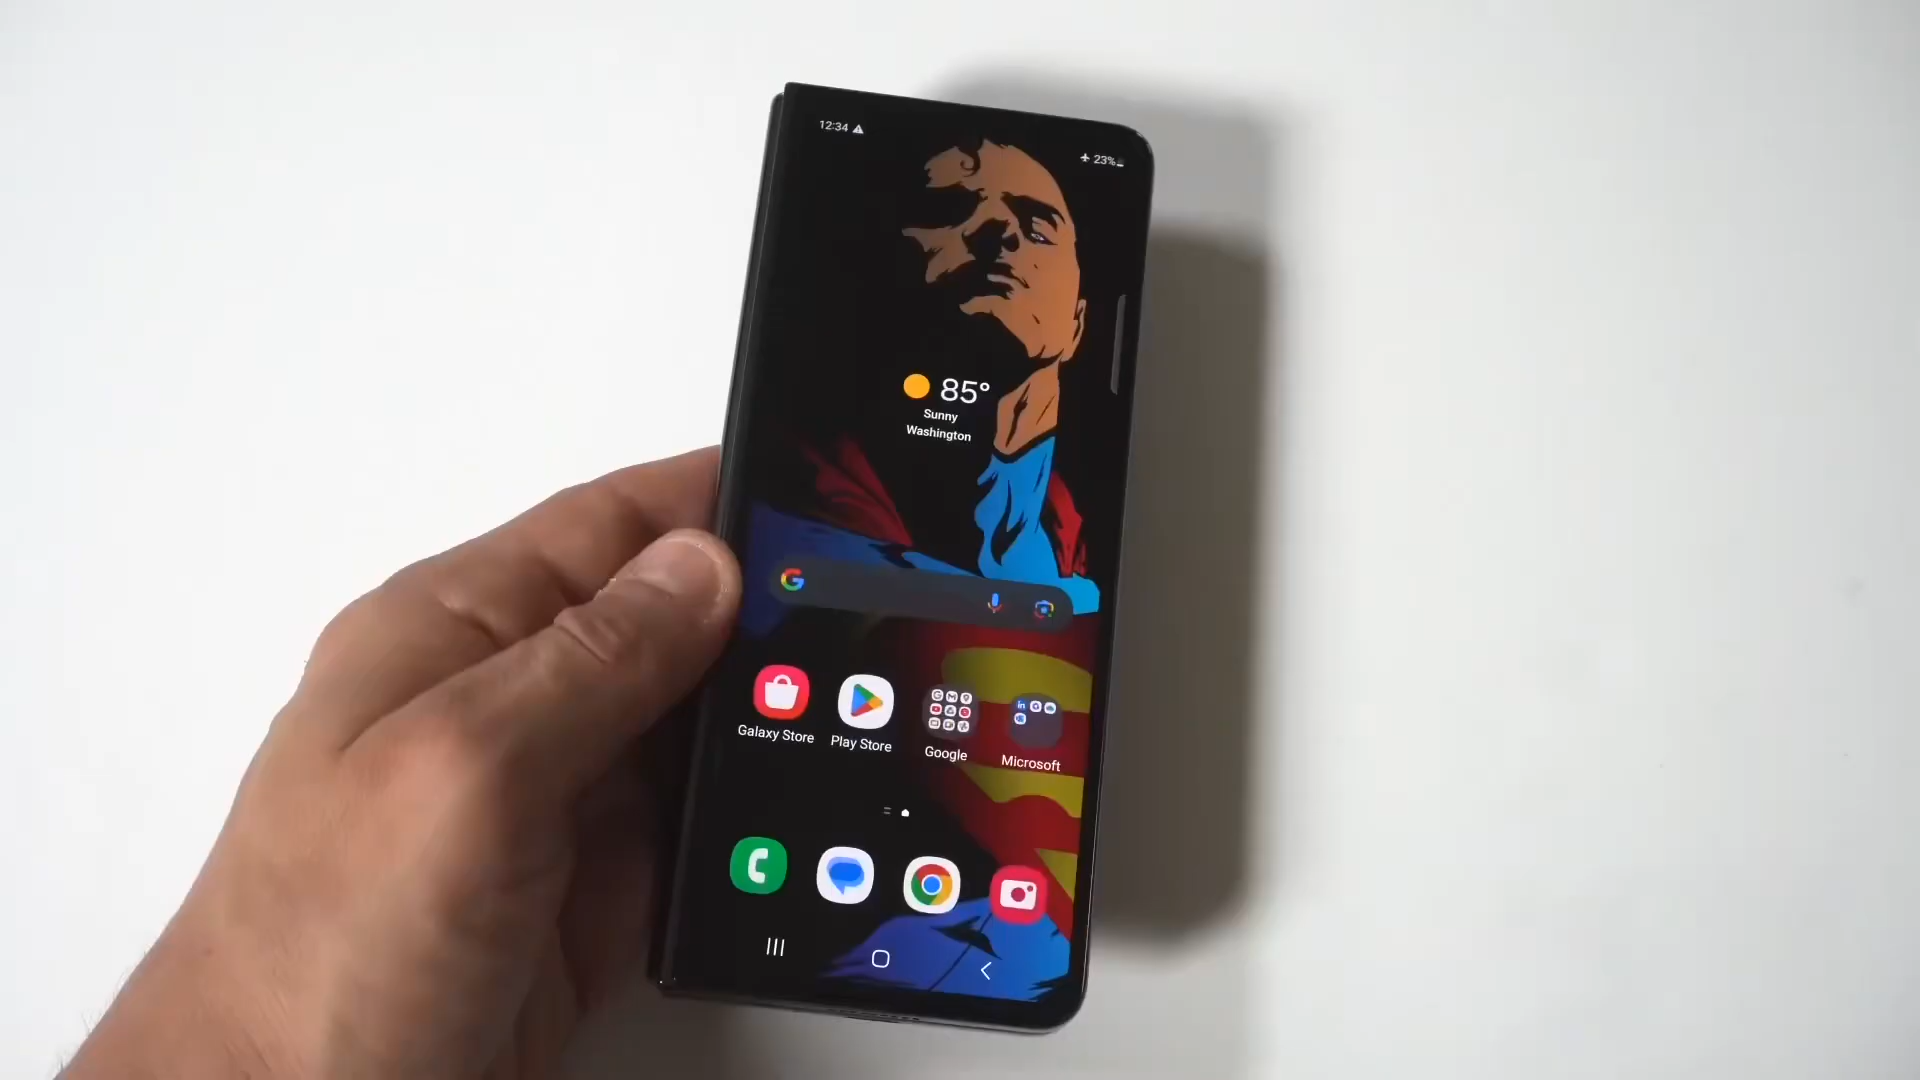 12:34
23%
85°
Sunny
Washington
Galaxy Store
Play Store
Google
Microsoft